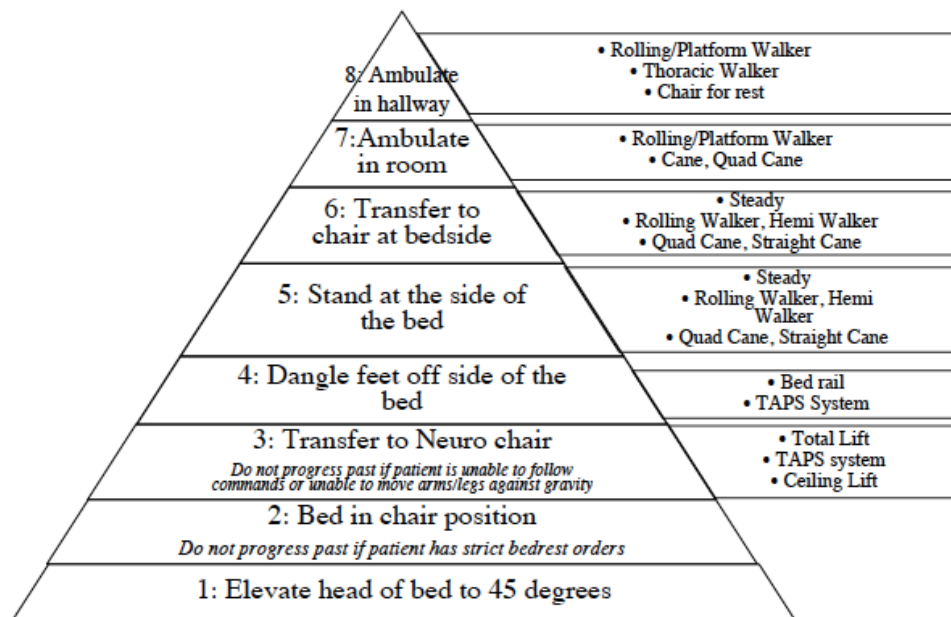 8: Ambulate
in hallway
• Rolling/Platform Walker
• Thoracic Walker
• Chair for rest
7:Ambulate
in room
• Rolling/Platform Walker
• Cane, Quad Cane
6: Transfer to
chair at bedside
• Steady
• Rolling Walker, Hemi Walker
• Quad Cane, Straight Cane
5: Stand at the side of
the bed
• Steady
• Rolling Walker, Hemi
Walker
• Quad Cane, Straight Cane
4: Dangle feet off side of the
bed
• Bed rail
• TAPS System
3: Transfer to Neuro chair
Do not progress past if patient is unable to follow
commands or unable to move arms/legs against gravity
• Total Lift
• TAPS system
• Ceiling Lift
2: Bed in chair position
Do not progress past if patient has strict bedrest orders
1: Elevate head of bed to 45 degrees